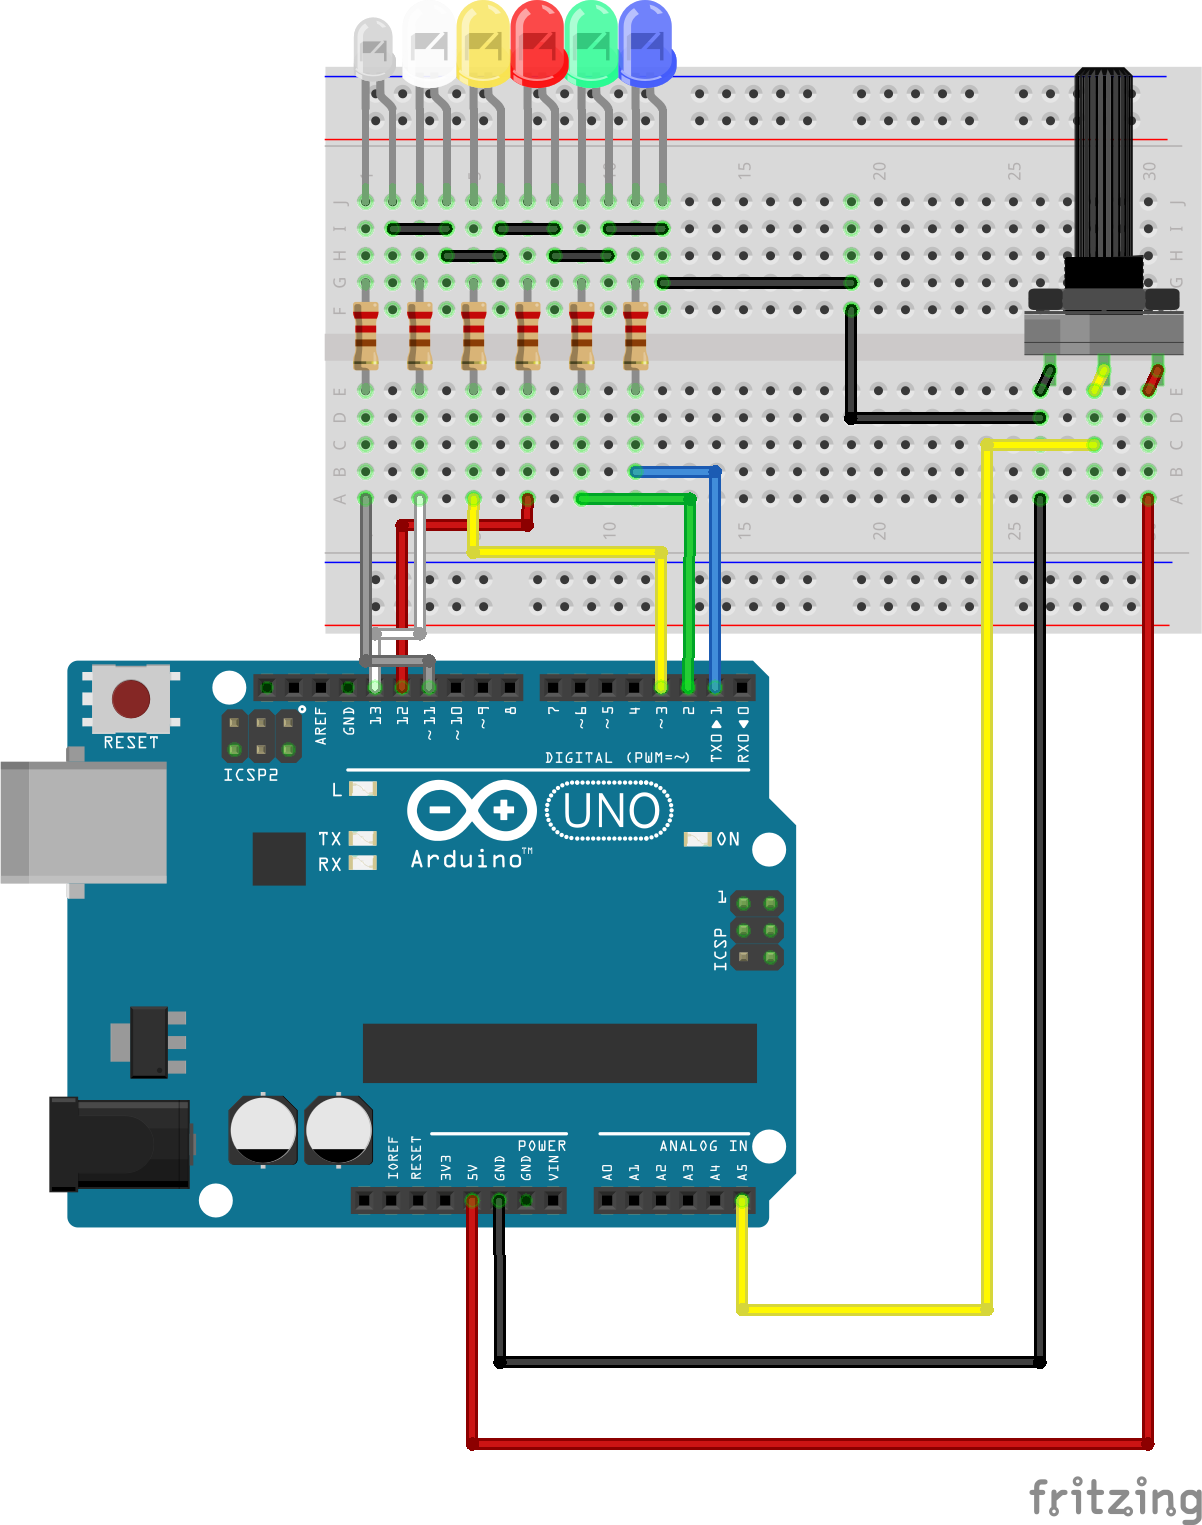 15 20 25 30
J J
I I
H H
G G
F
E E
D D
C C
B B
A A
10 15 20 25
RESET
ICSP2
AREF
GND
13
12
~11
~10
~9
8
7
~6
~5
4
~3
2
TX0▶1
RX0◀0
DIGITAL (PWM=~)
L
TX
RX
UNO
ON
Arduino™
1
ICSP
POWER
ANALOG IN
IOREF
RESET
3V3
5V
GND
GND
VIN
A0
A1
A2
A3
A4
A5
fritzing